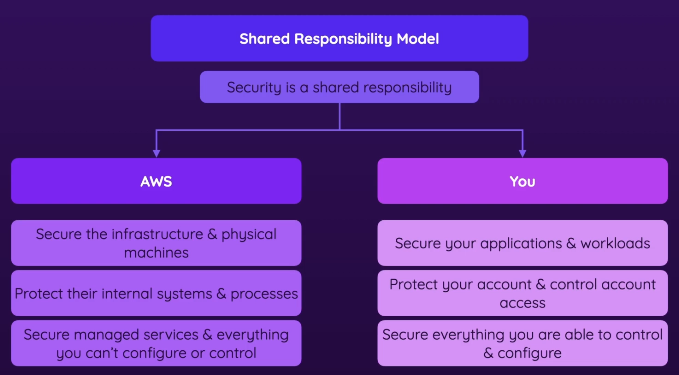 Shared Responsibility Model
Security is a shared responsibility
AWS
Secure the infrastructure & physical
machines
Protect their internal systems & processes
Secure managed services & everything
you can't configure or control
You
Secure your applications & workloads
Protect your account & control account
access
Secure everything you are able to control
& configure